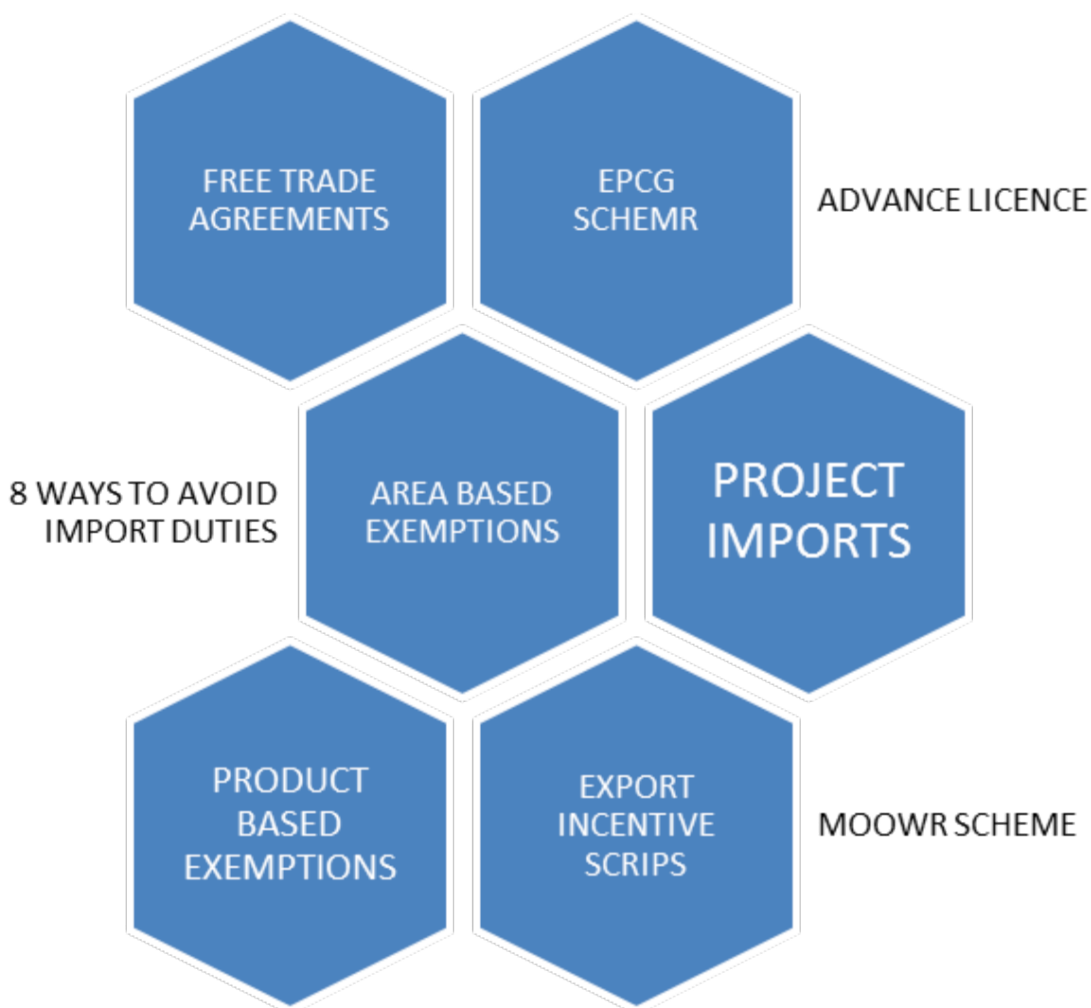 FREE TRADE
AGREEMENTS
EPCG
SCHEMR
ADVANCE LICENCE
8 WAYS TO AVOID
IMPORT DUTIES
AREA BASED
EXEMPTIONS
PROJECT
IMPORTS
PRODUCT
BASED
EXEMPTIONS
EXPORT
INCENTIVE
SCRIPS
MOOWR SCHEME